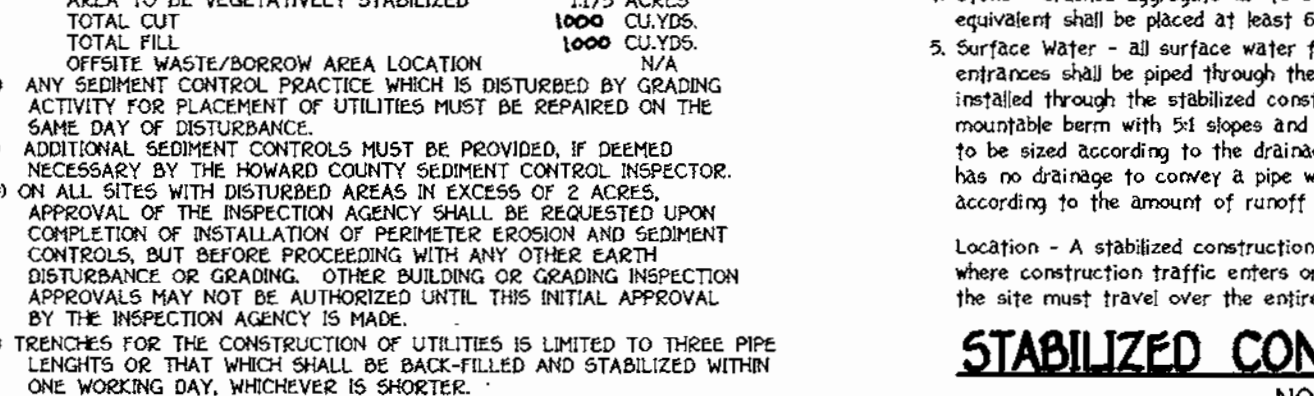 AREA TO BE VEGETATIVELY STABILIZED 1.175 ACRES
TOTAL CUT 1000 CU.YDS.
TOTAL FILL 1000 CU.YDS.
OFFSITE WASTE/BORROW AREA LOCATION N/A
) ANY SEDIMENT CONTROL PRACTICE WHICH IS DISTURBED BY GRADING
ACTIVITY FOR PLACEMENT OF UTILITIES MUST BE REPAIRED ON THE
SAME DAY OF DISTURBANCE.
ADDITIONAL SEDIMENT CONTROLS MUST BE PROVIDED, IF DEEMED
NECESSARY BY THE HOWARD COUNTY SEDIMENT CONTROL INSPECTOR.
) ON ALL SITES WITH DISTURBED AREAS IN EXCESS OF 2 ACRES,
APPROVAL OF THE INSPECTION AGENCY SHALL BE REQUESTED UPON
COMPLETION OF INSTALLATION OF PERIMETER EROSION AND SEDIMENT
CONTROLS, BUT BEFORE PROCEEDING WITH ANY OTHER EARTH
DISTURBANCE OR GRADING. OTHER BUILDING OR GRADING INSPECTION
APPROVALS MAY NOT BE AUTHORIZED UNTIL THIS INITIAL APPROVAL
BY THE INSPECTION AGENCY IS MADE.
) TRENCHES FOR THE CONSTRUCTION OF UTILITIES IS LIMITED TO THREE PIPE
LENGHTS OR THAT WHICH SHALL BE BACK-FILLED AND STABILIZED WITHIN
ONE WORKING DAY, WHICHEVER IS SHORTER.
equivalent shall be placed at least 6
5. Surface Water - all surface water f
entrances shall be piped through the
installed through the stabilized const
mountable berm with 5:1 slopes and
to be sized according to the drainag
has no drainage to convey a pipe w
according to the amount of runoff
Location - A stabilized construction
where construction traffic enters or
the site must travel over the entire
STABILIZED CON
NO